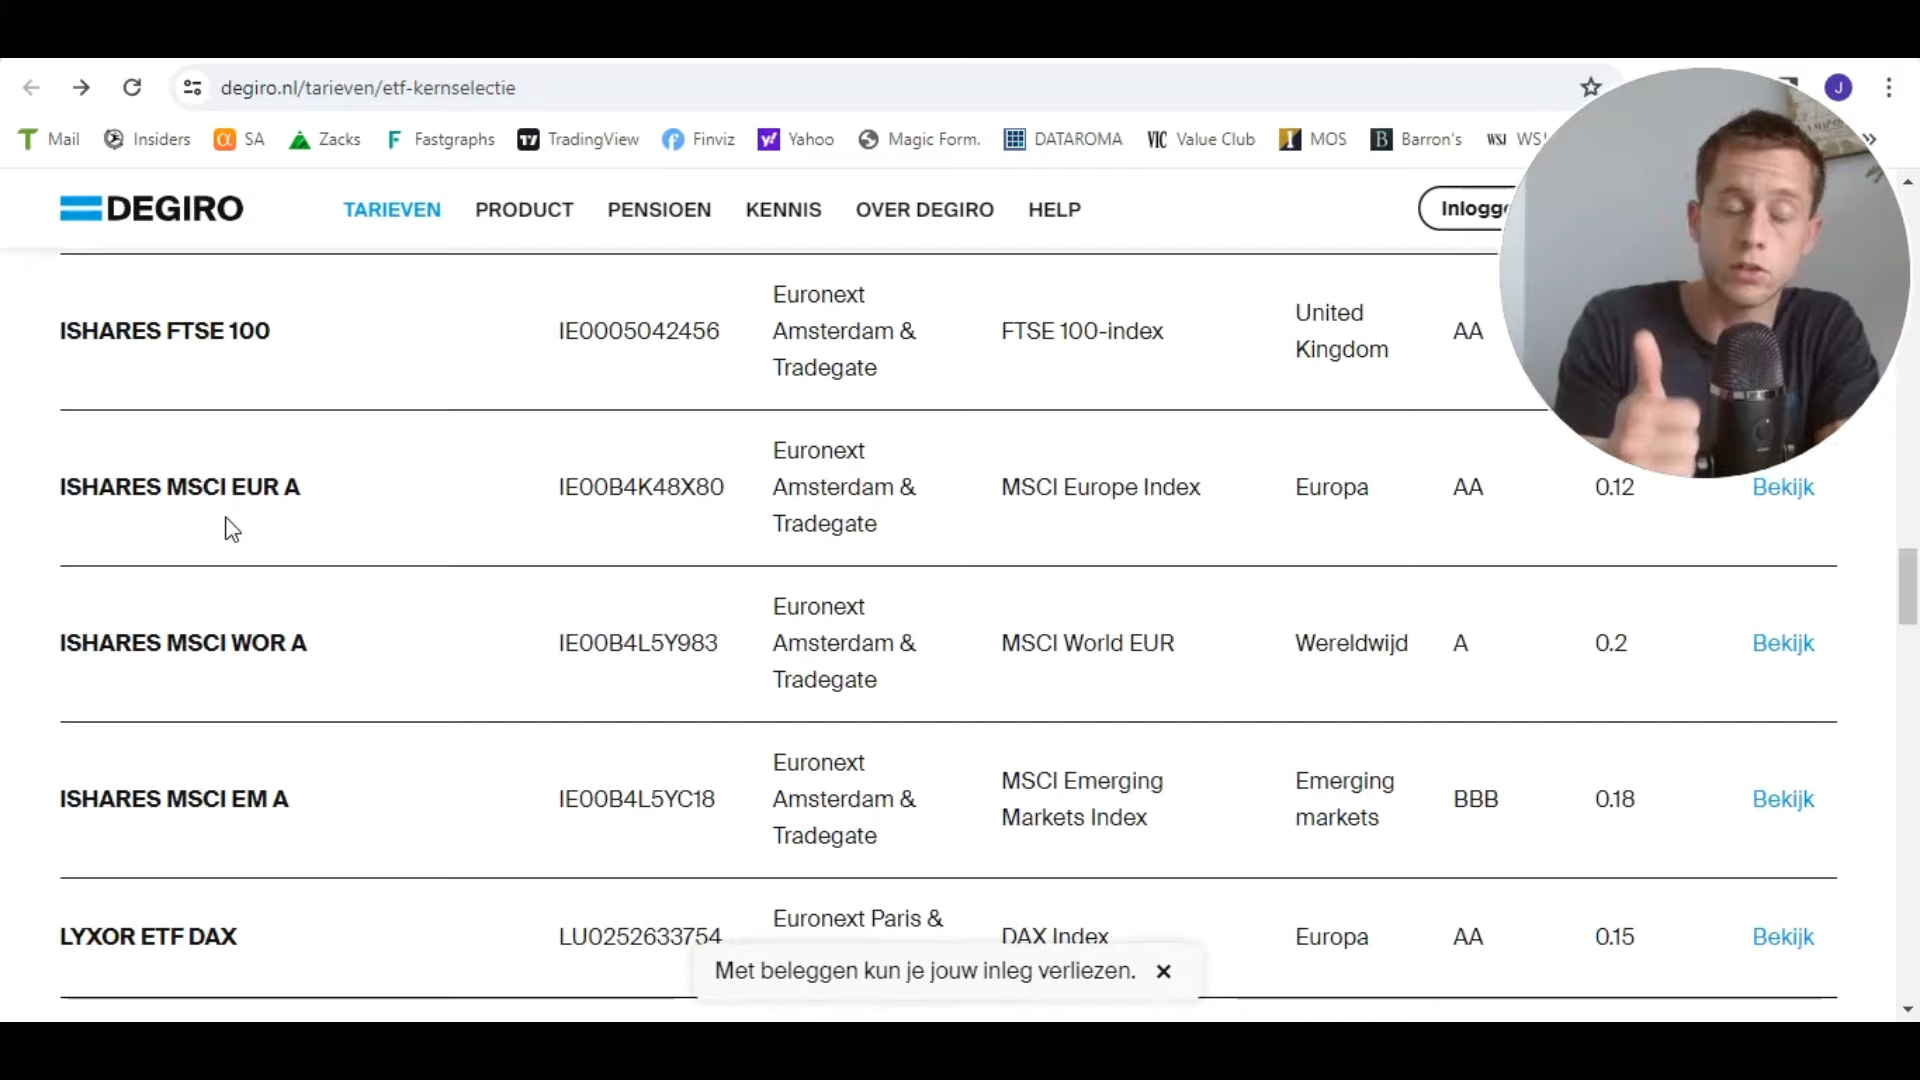 degiro.nl/tarieven/etf-kernselectie
J
Mail Insiders SA Zacks Fastgraphs TradingView Finviz Yahoo Magic Form. DATAROMA VIC Value Club MOS B Barron's WSJ
DEGIRO TARIEVEN PRODUCT PENSIOEN KENNIS OVER DEGIRO HELP
ISHARES FTSE 100 IE0005042456 Euronext Amsterdam & Tradegate FTSE 100-index United Kingdom AA
ISHARES MSCI EUR A IE00B4K48X80 Euronext Amsterdam & Tradegate MSCI Europe Index Europa AA 0.12 Bekijk
ISHARES MSCI WOR A IE00B4L5Y983 Euronext Amsterdam & Tradegate MSCI World EUR Wereldwijd A 0.2 Bekijk
ISHARES MSCI EM A IE00B4L5YC18 Euronext Amsterdam & Tradegate MSCI Emerging Markets Index Emerging markets BBB 0.18 Bekijk
LYXOR ETF DAX LU0252633754 Euronext Paris & DAX Index Europa AA 0.15 Bekijk
Met beleggen kun je jouw inleg verliezen.